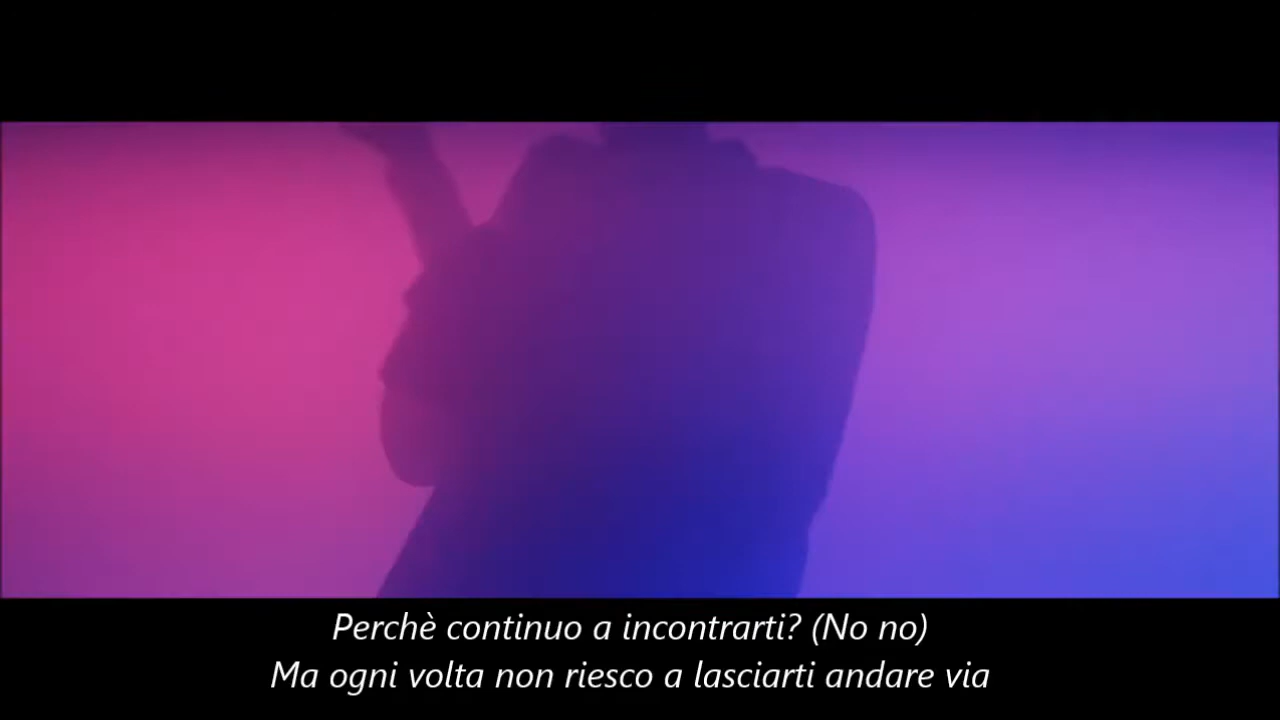 Perchè continuo a incontrarti? (No no)
Ma ogni volta non riesco a lasciarti andare via